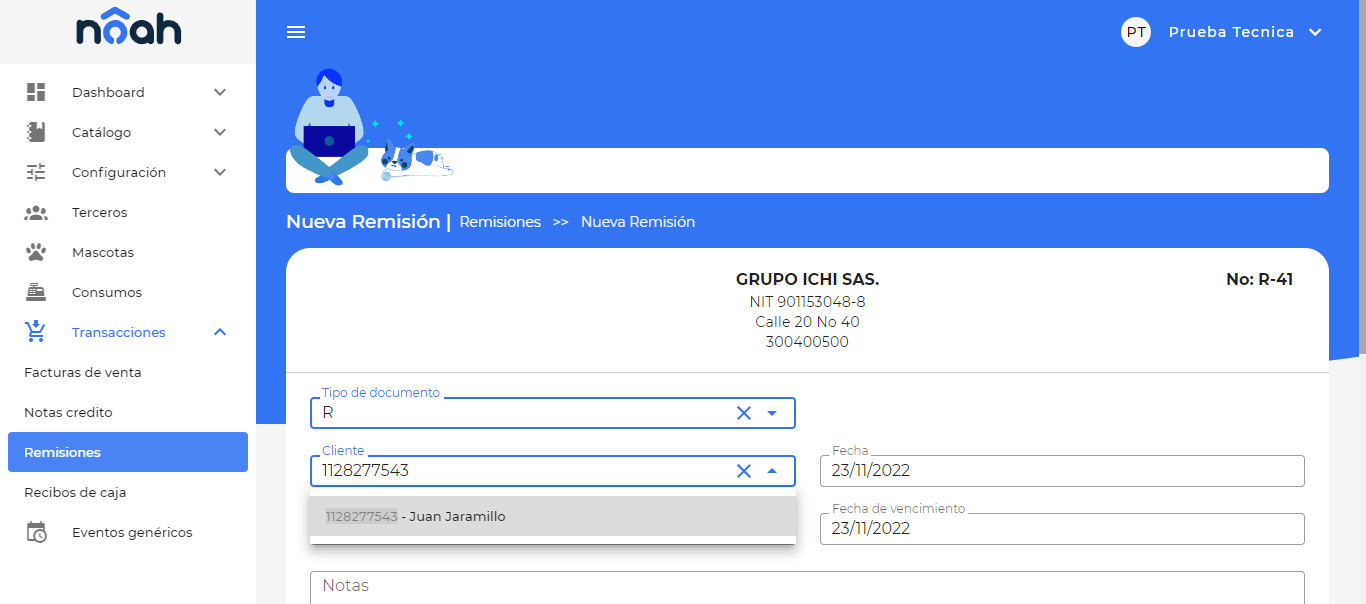 nôah
PT Prueba Tecnica
Dashboard
Catálogo
Configuración
Terceros
Mascotas
Consumos
Transacciones
Facturas de venta
Notas credito
Remisiones
Recibos de caja
Eventos genéricos
Nueva Remisión | Remisiones >> Nueva Remisión
GRUPO ICHI SAS.
No: R-41
NIT 901153048-8
Calle 20 No 40
300400500
Tipo de documento
R
Cliente
1128277543
1128277543 - Juan Jaramillo
Fecha
23/11/2022
Fecha de vencimiento
23/11/2022
Notas